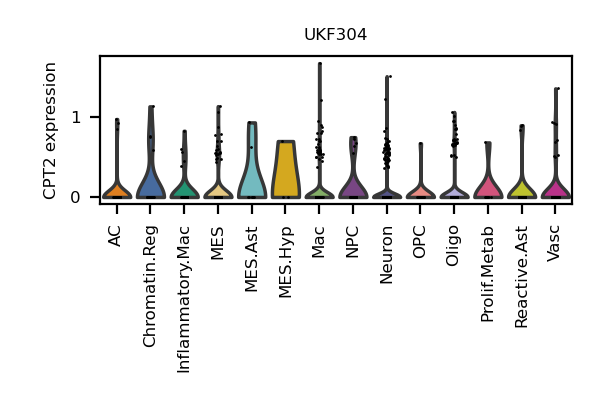 UKF304
CPT2 expression
1
0
AC
Chromatin.Reg
Inflammatory.Mac
MES
MES.Ast
MES.Hyp
Mac
NPC
Neuron
OPC
Oligo
Prolif.Metab
Reactive.Ast
Vasc